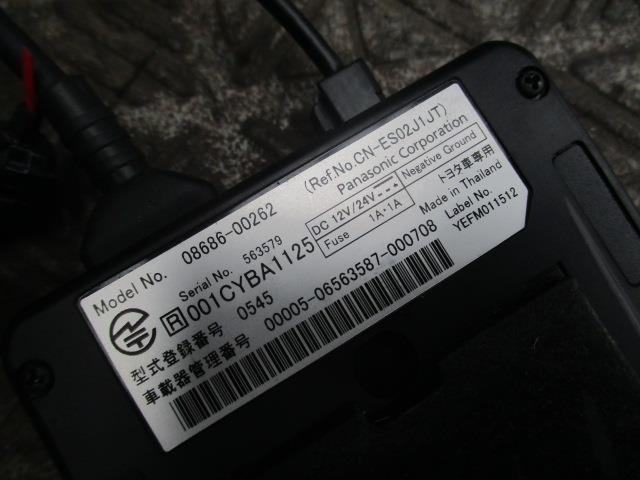 Model No. 08686-00262 (Ref.No.CN-ES02J1JT)
Serial No. 563579 Panasonic Corporation
R 001CYBA1125 DC 12V/24V Negative Ground
Fuse 1A・1A トヨタ車専用
型式登録番号 0545 Made in Thailand
車載器管理番号 00005-06563587-000708 Label No.
YEFM011512